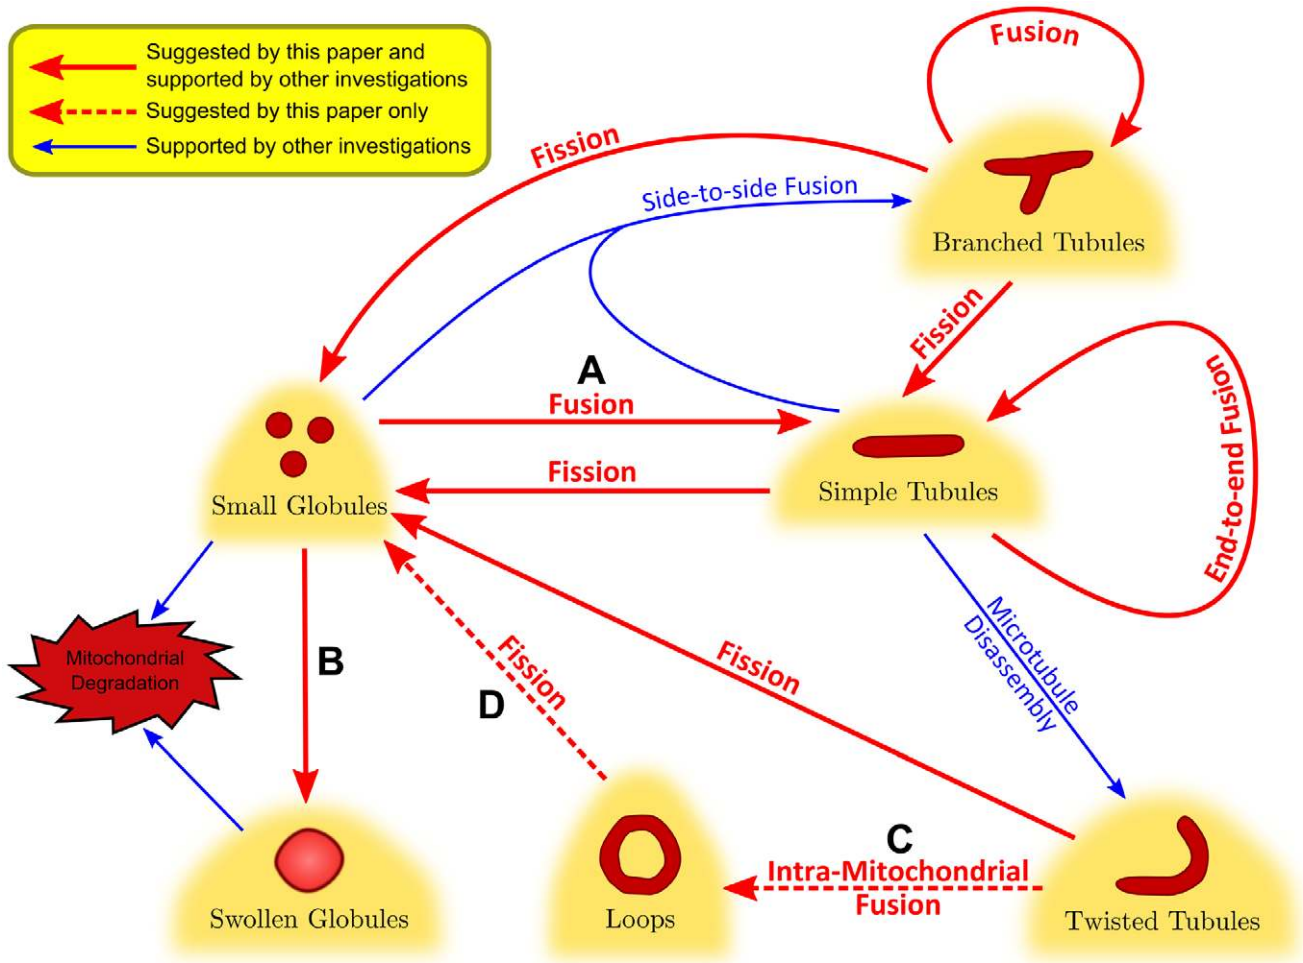 Suggested by this paper and
supported by other investigations
Suggested by this paper only
Supported by other investigations
Fusion
Fission
Side-to-side Fusion
Branched Tubules
Fission
A
Fusion
End-to-end Fusion
Fission
Small Globules
Simple Tubules
Mitochondrial
Degradation
B
Fission
D
Fission
Microtubule
Disassembly
C
Intra-Mitochondrial
Fusion
Swollen Globules
Loops
Twisted Tubules